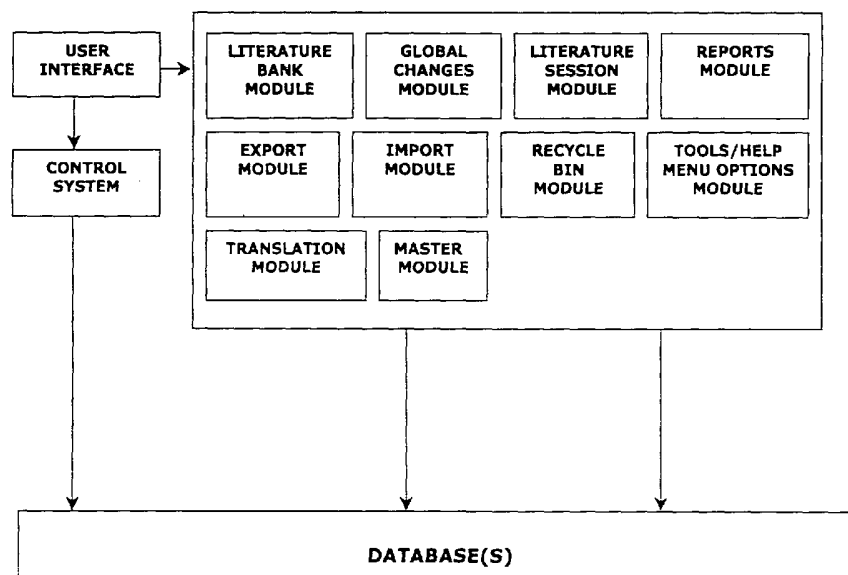 USER
INTERFACE
LITERATURE
BANK
MODULE
GLOBAL
CHANGES
MODULE
LITERATURE
SESSION
MODULE
REPORTS
MODULE
CONTROL
SYSTEM
EXPORT
MODULE
IMPORT
MODULE
RECYCLE
BIN
MODULE
TOOLS/HELP
MENU OPTIONS
MODULE
TRANSLATION
MODULE
MASTER
MODULE
DATABASE(S)